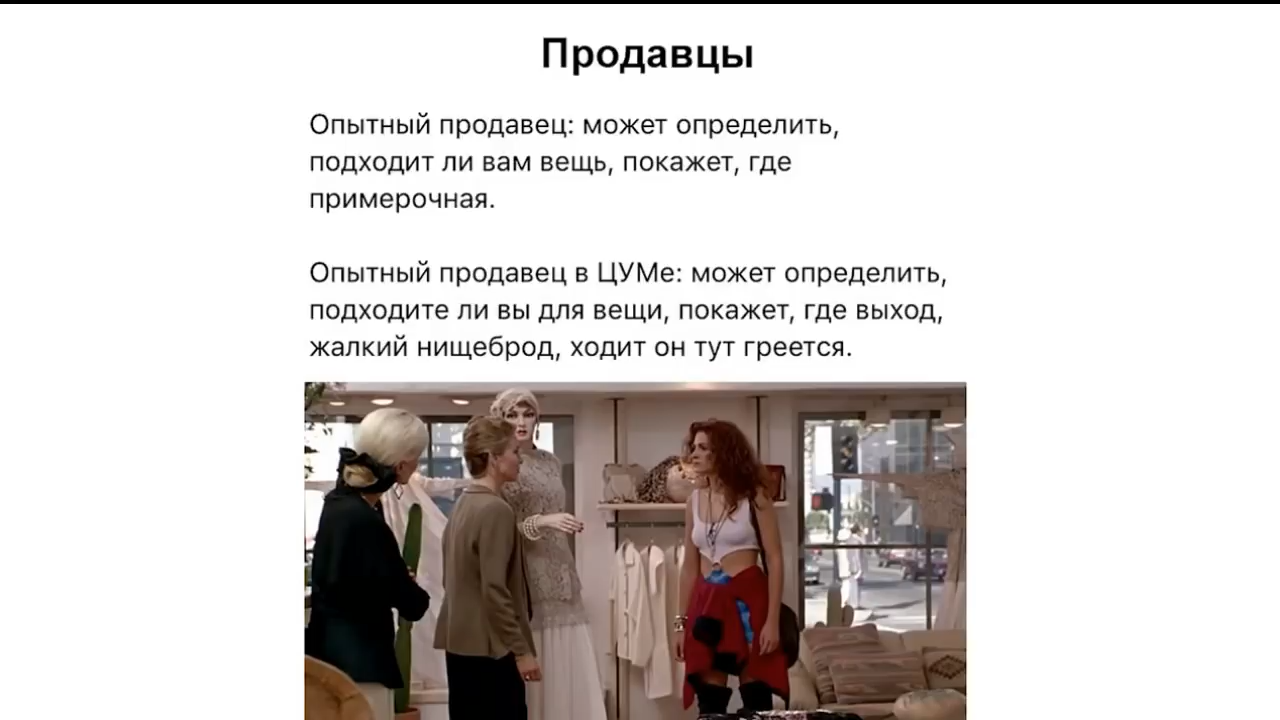 Продавцы
Опытный продавец: может определить,
подходит ли вам вещь, покажет, где
примерочная.
Опытный продавец в ЦУМе: может определить,
подходите ли вы для вещи, покажет, где выход,
жалкий нищеброд, ходит он тут греется.